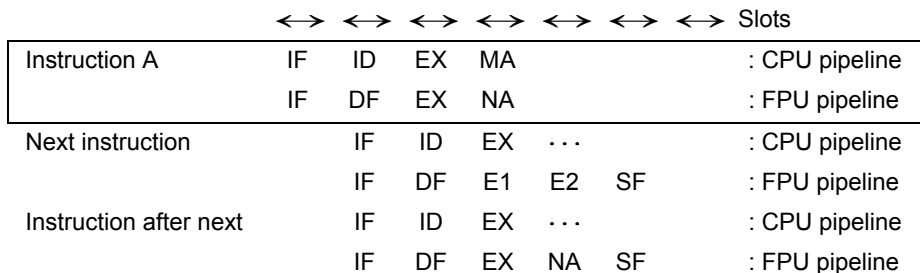 Slots
Instruction A IF ID EX MA : CPU pipeline
IF DF EX NA : FPU pipeline
Next instruction IF ID EX ··· : CPU pipeline
IF DF E1 E2 SF : FPU pipeline
Instruction after next IF ID EX ··· : CPU pipeline
IF DF EX NA SF : FPU pipeline